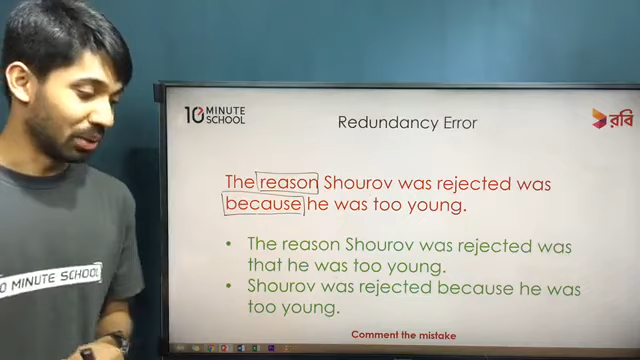 10 MINUTE SCHOOL
Redundancy Error
রবি
The reason Shourov was rejected was
because he was too young.
• The reason Shourov was rejected was
that he was too young.
• Shourov was rejected because he was
too young.
Comment the mistake
0 MINUTE SCHOOL